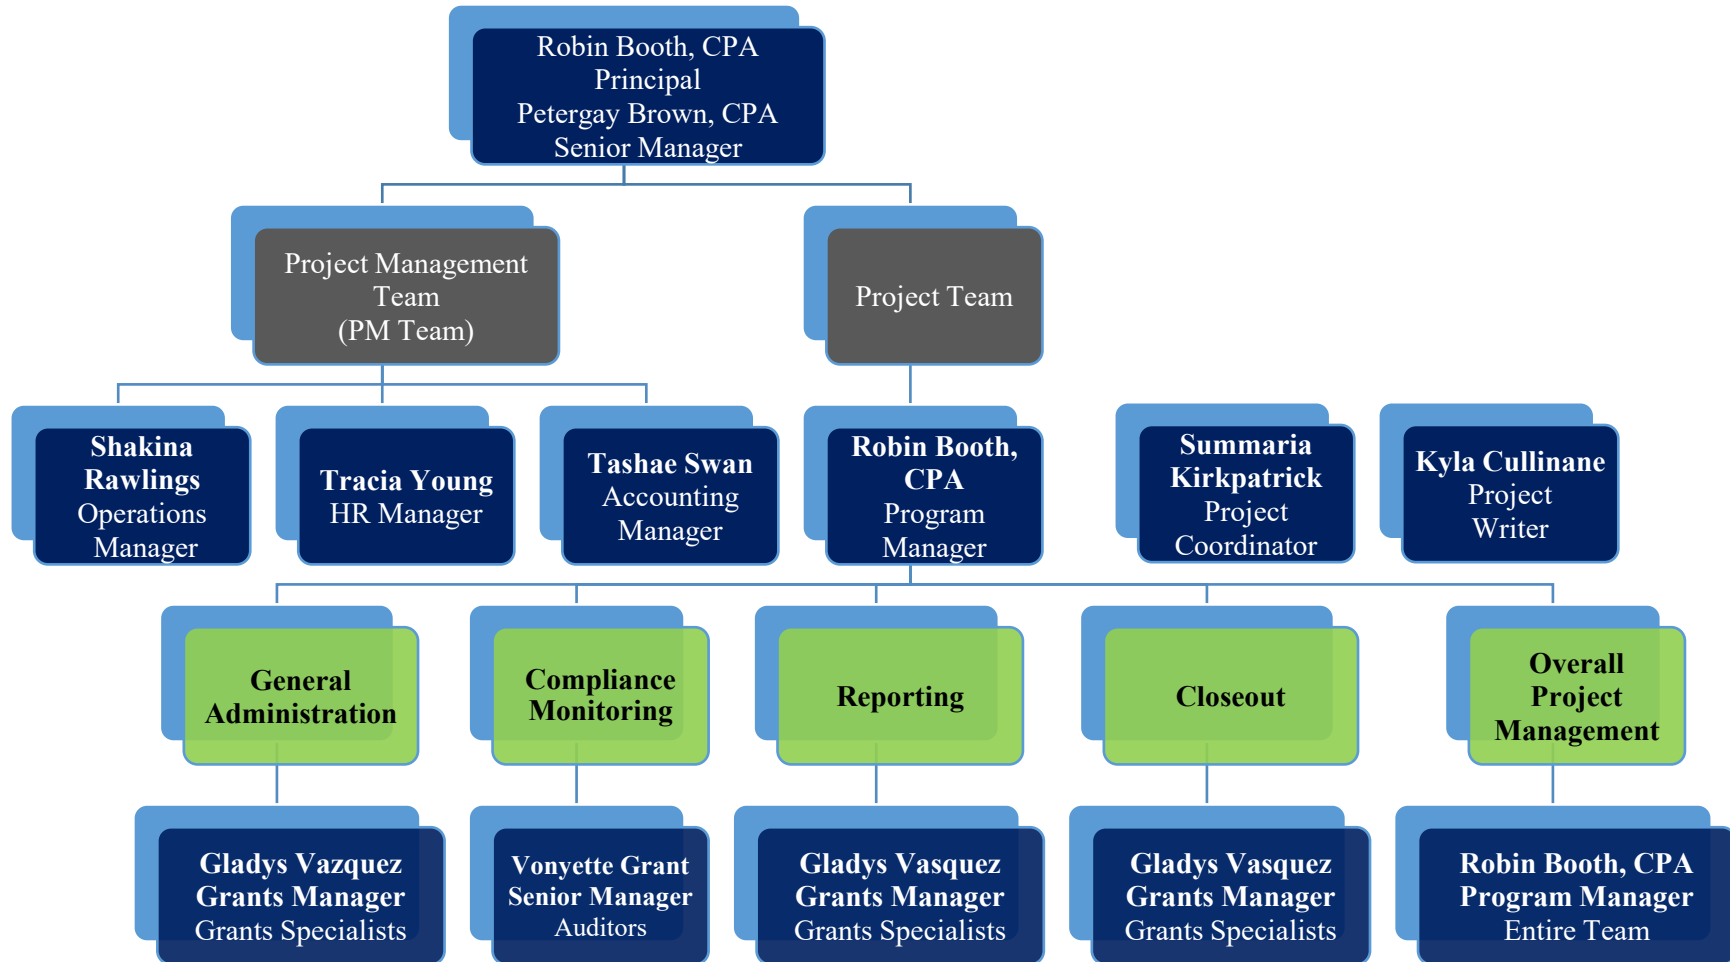 Robin Booth, CPA
Principal
Petergay Brown, CPA
Senior Manager
Project Management
Team
(PM Team)
Project Team
Shakina
Rawlings
Operations
Manager
Tracia Young
HR Manager
Tashae Swan
Accounting
Manager
Robin Booth,
CPA
Program
Manager
Summaria
Kirkpatrick
Project
Coordinator
Kyla Cullinane
Project
Writer
General
Administration
Compliance
Monitoring
Reporting
Closeout
Overall
Project
Management
Gladys Vazquez
Grants Manager
Grants Specialists
Vonyette Grant
Senior Manager
Auditors
Gladys Vasquez
Grants Manager
Grants Specialists
Gladys Vasquez
Grants Manager
Grants Specialists
Robin Booth, CPA
Program Manager
Entire Team